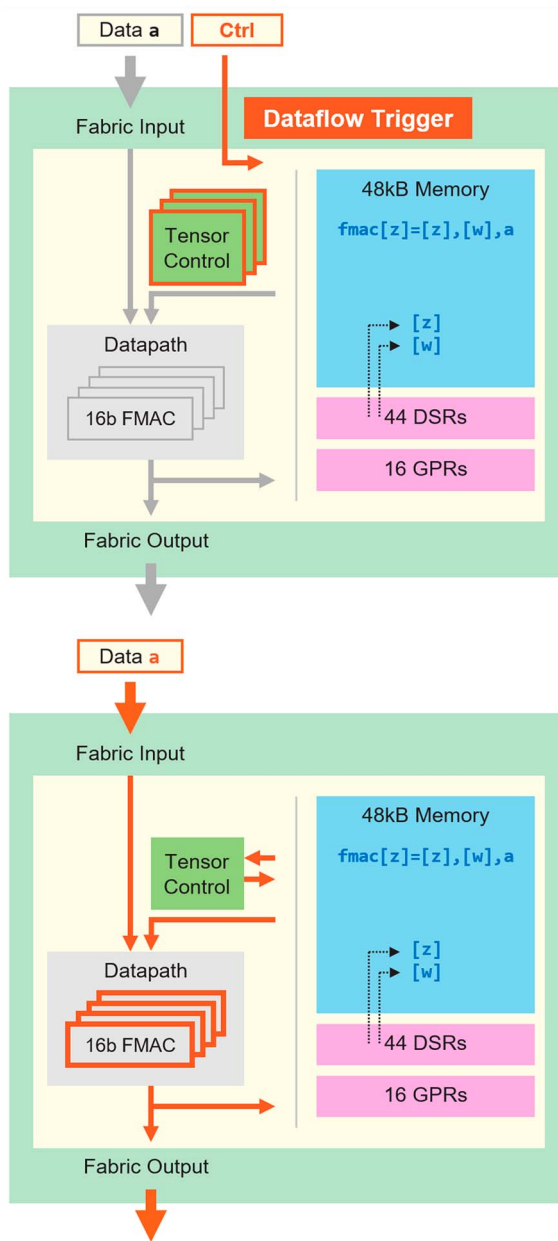 Data a
Ctrl
Dataflow Trigger
Fabric Input
48kB Memory
fmac[z]=[z],[w],a
Tensor
Control
[z]
[w]
Datapath
16b FMAC
44 DSRs
16 GPRs
Fabric Output
Data a
Fabric Input
48kB Memory
fmac[z]=[z],[w],a
Tensor
Control
[z]
[w]
Datapath
16b FMAC
44 DSRs
16 GPRs
Fabric Output